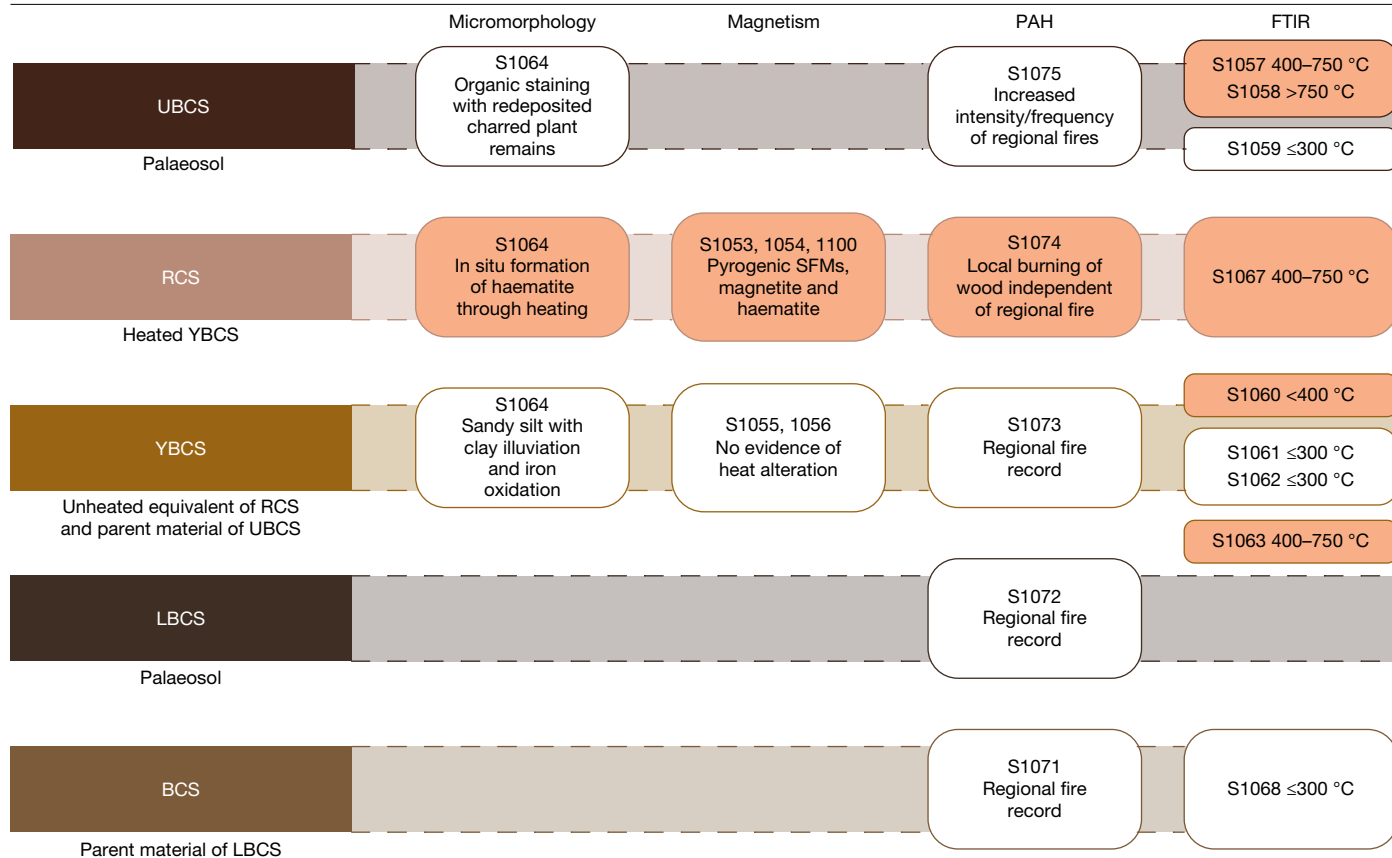 Micromorphology
Magnetism
PAH
FTIR
UBCS
Palaeosol
S1064
Organic staining
with redeposited
charred plant
remains
S1075
Increased
intensity/frequency
of regional fires
S1057 400–750 °C
S1058 >750 °C
S1059 ≤300 °C
RCS
Heated YBCS
S1064
In situ formation
of haematite
through heating
S1053, 1054, 1100
Pyrogenic SFMs,
magnetite and
haematite
S1074
Local burning of
wood independent
of regional fire
S1067 400–750 °C
YBCS
Unheated equivalent of RCS
and parent material of UBCS
S1064
Sandy silt with
clay illuviation
and iron
oxidation
S1055, 1056
No evidence of
heat alteration
S1073
Regional fire
record
S1060 <400 °C
S1061 ≤300 °C
S1062 ≤300 °C
S1063 400–750 °C
LBCS
Palaeosol
S1072
Regional fire
record
BCS
Parent material of LBCS
S1071
Regional fire
record
S1068 ≤300 °C